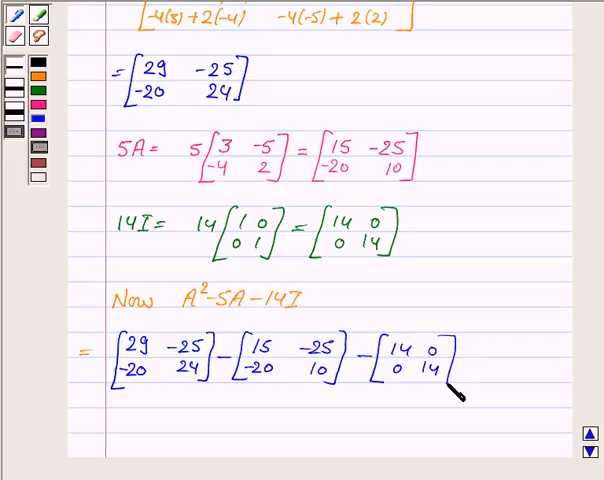 -4(3)+2(-4) -4(-5)+2(2)
= [29 -25
-20 24]
5A= 5[3 -5 = [15 -25
-4 2] -20 10]
14I= 14[1 0 = [14 0
0 1] 0 14]
Now A²-5A-14I
= [29 -25 - [15 -25 - [14 0
-20 24] -20 10] 0 14]